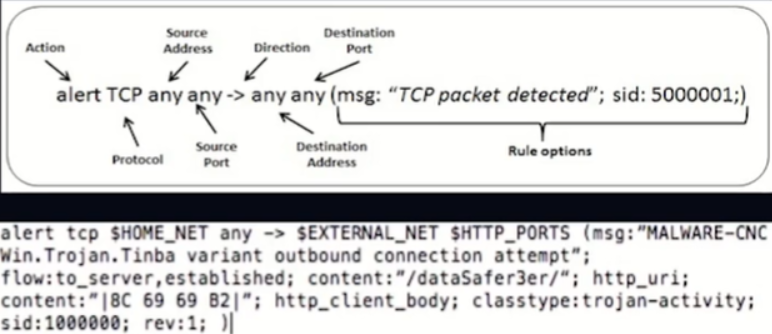 Source Address
Destination Port
Action
Direction
alert TCP any any -> any any (msg: “TCP packet detected”; sid: 5000001;)
Protocol
Source Port
Destination Address
Rule options
alert tcp $HOME_NET any -> $EXTERNAL_NET $HTTP_PORTS (msg:"MALWARE-CNC
Win.Trojan.Tinba variant outbound connection attempt";
flow:to_server,established; content:"/dataSafer3er/"; http_uri;
content:"|8C 69 69 B2|"; http_client_body; classtype:trojan-activity;
sid:1000000; rev:1; )